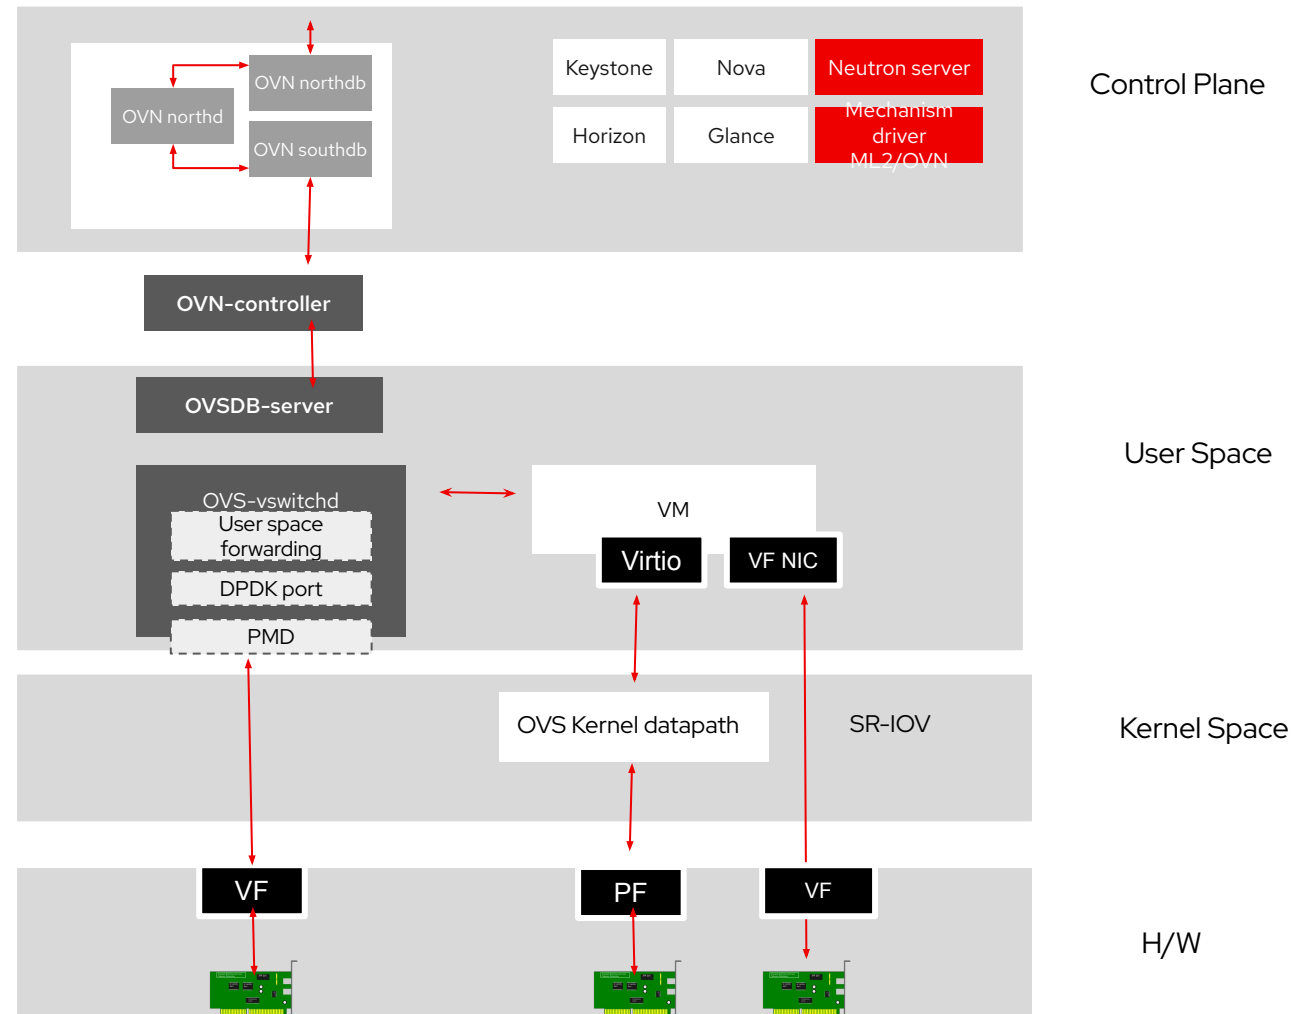 OVN northdb
OVN northd
OVN southdb
Keystone
Nova
Neutron server
Horizon
Glance
Mechanism
driver
ML2/OVN
Control Plane
OVN-controller
OVSDB-server
OVS-vswitchd
User space
forwarding
DPDK port
PMD
VM
Virtio
VF NIC
User Space
OVS Kernel datapath
SR-IOV
Kernel Space
VF
PF
VF
H/W